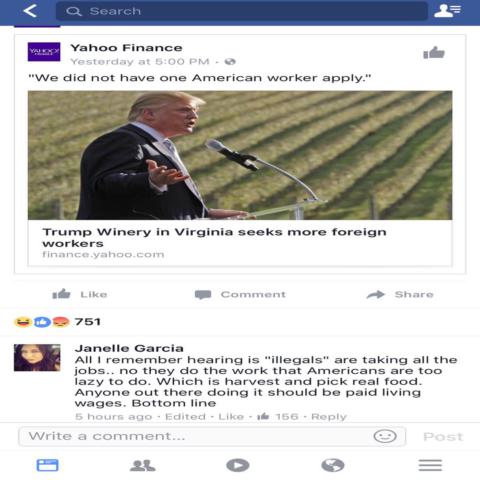 Search
YAHOO!
FINANCE
Yahoo Finance
Yesterday at 5:00 PM ·
"We did not have one American worker apply."
Trump Winery in Virginia seeks more foreign
workers
finance.yahoo.com
Like
Comment
Share
751
Janelle Garcia
All I remember hearing is "illegals" are taking all the
jobs.. no they do the work that Americans are too
lazy to do. Which is harvest and pick real food.
Anyone out there doing it should be paid living
wages. Bottom line
5 hours ago · Edited · Like · 156 · Reply
Write a comment...
Post